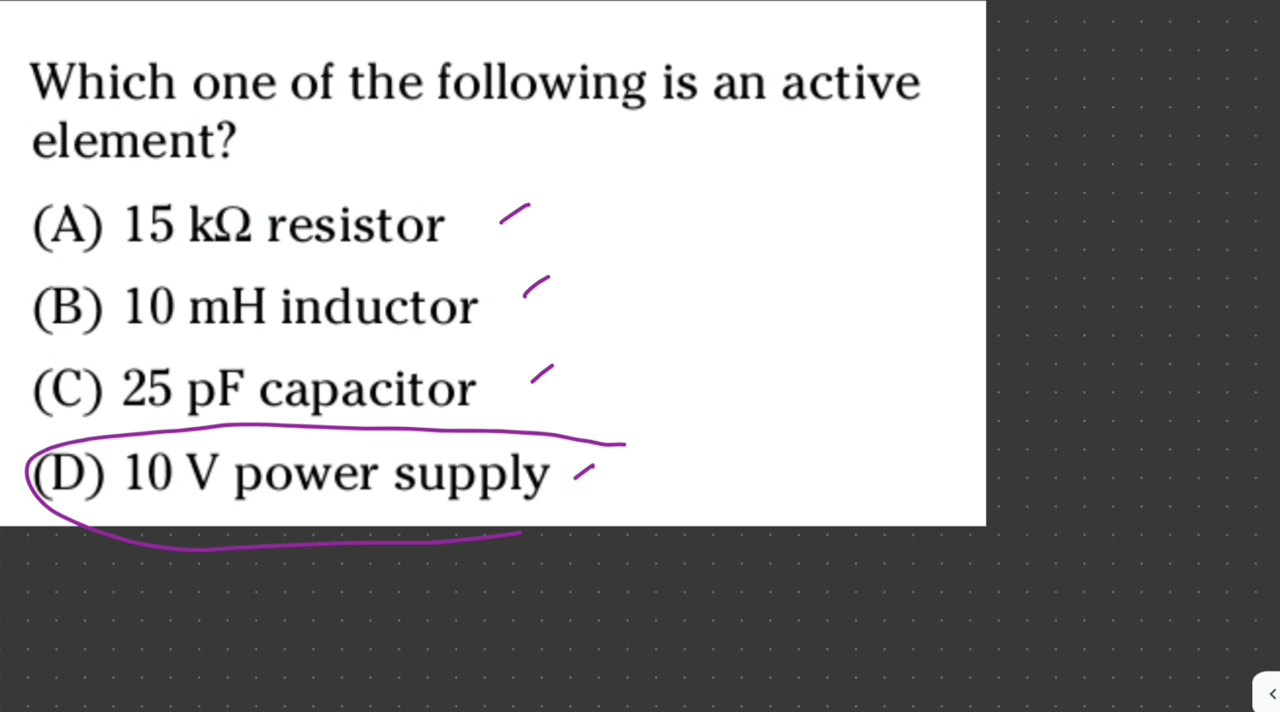 Which one of the following is an active
element?
(A) 15 kΩ resistor
(B) 10 mH inductor
(C) 25 pF capacitor
(D) 10 V power supply